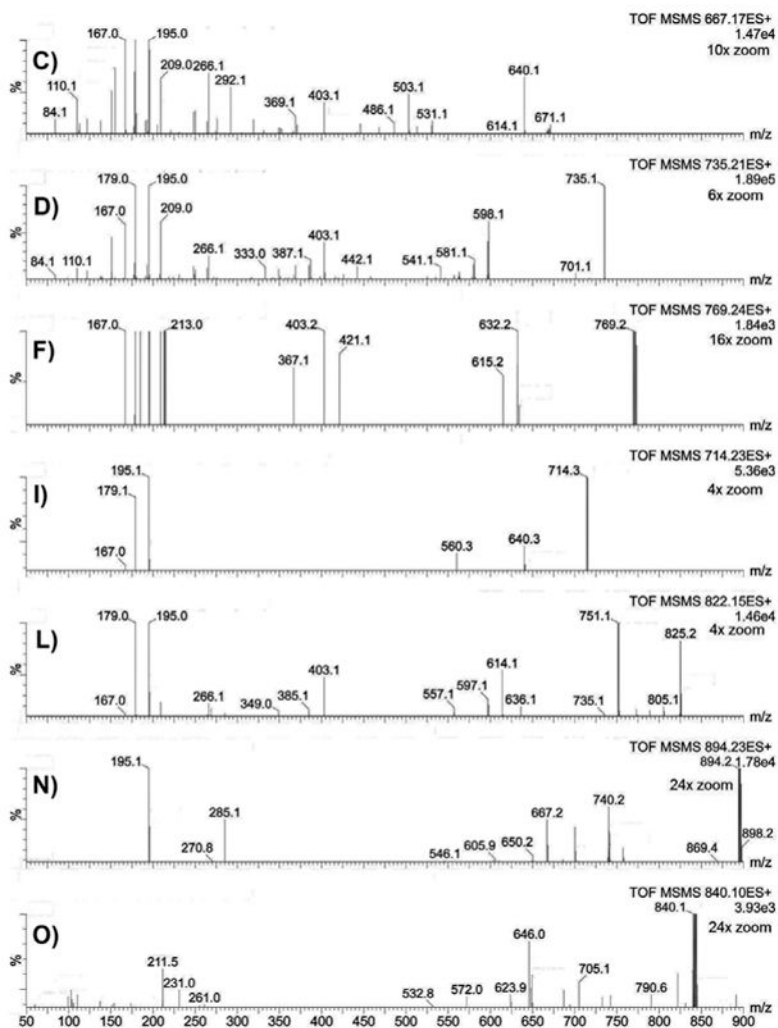 TOF MSMS 667.17ES+
1.47e4
10x zoom
C)
%
167.0 195.0
209.0 266.1
110.1 292.1
84.1 369.1 403.1 486.1 503.1 531.1 614.1 640.1 671.1
m/z
TOF MSMS 735.21ES+
1.89e5
6x zoom
D)
%
179.0 195.0 735.1
167.0 209.0
84.1 110.1 266.1 333.0 387.1 403.1 442.1 541.1 581.1 598.1 701.1
m/z
TOF MSMS 769.24ES+
1.84e3
16x zoom
F)
%
167.0 213.0 403.2 632.2 769.2
367.1 421.1 615.2
m/z
TOF MSMS 714.23ES+
5.36e3
4x zoom
I)
%
195.1 714.3
179.1
167.0 560.3 640.3
m/z
TOF MSMS 822.15ES+
1.46e4
4x zoom
L)
%
179.0 195.0 751.1
825.2
167.0 266.1 349.0 385.1 403.1 557.1 597.1 614.1 636.1 735.1 805.1
m/z
TOF MSMS 894.23ES+
894.2 1.78e4
24x zoom
N)
%
195.1
285.1 667.2 740.2
270.8 546.1 605.9 650.2 869.4 898.2
m/z
TOF MSMS 840.10ES+
840.1 3.93e3
24x zoom
O)
%
646.0
211.5 231.0 261.0 532.8 572.0 623.9 705.1 790.6
m/z
50 100 150 200 250 300 350 400 450 500 550 600 650 700 750 800 850 900